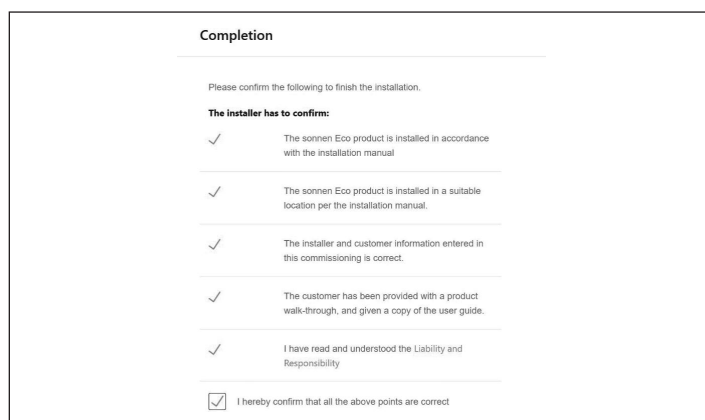 Completion
Please confirm the following to finish the installation.
The installer has to confirm:
The sonnen Eco product is installed in accordance
with the installation manual
The sonnen Eco product is installed in a suitable
location per the installation manual.
The installer and customer information entered in
this commissioning is correct.
The customer has been provided with a product
walk-through, and given a copy of the user guide.
I have read and understood the Liability and
Responsibility
I hereby confirm that all the above points are correct